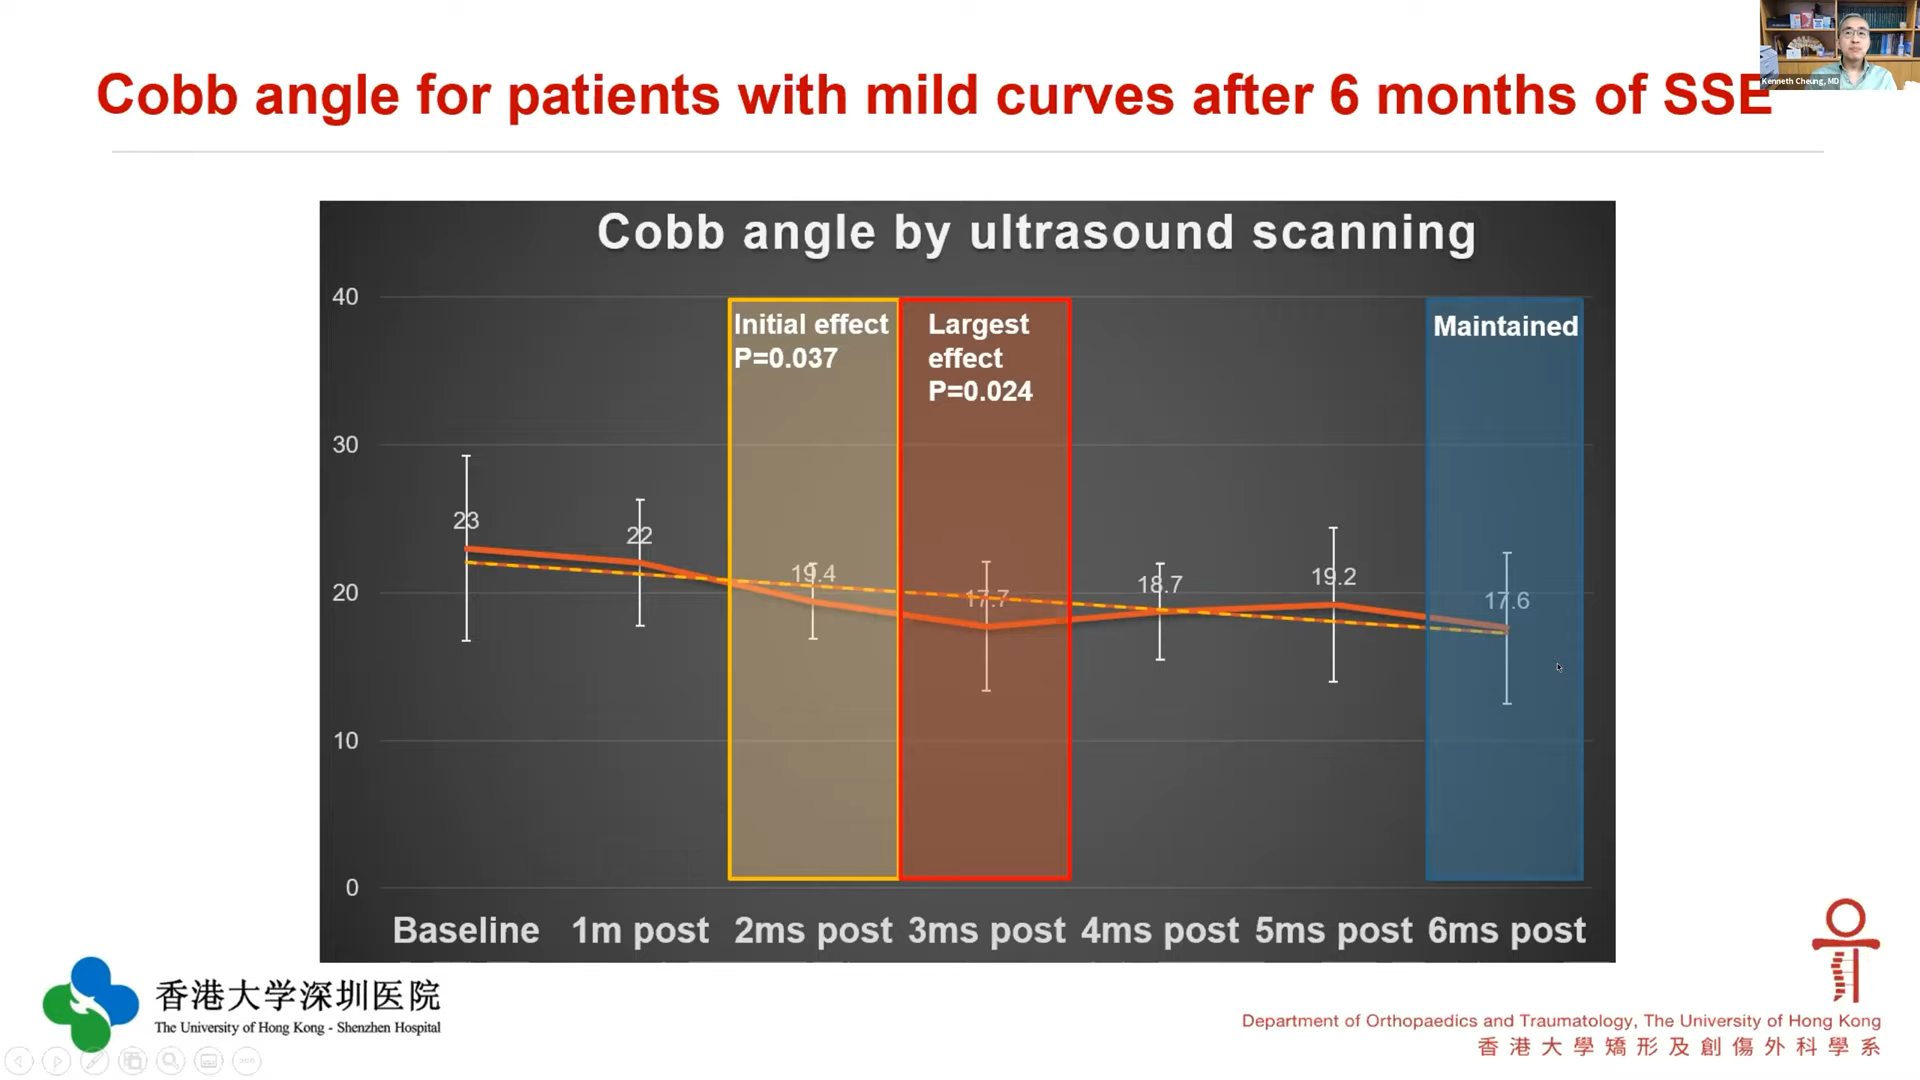 Kenneth Cheung, MD
Cobb angle for patients with mild curves after 6 months of SSE
Cobb angle by ultrasound scanning
40
30
20
10
0
Initial effect
P=0.037
Largest
effect
P=0.024
Maintained
23
22
19.4
17.7
18.7
19.2
17.6
Baseline
1m post
2ms post
3ms post
4ms post
5ms post
6ms post
香港大学深圳医院
The University of Hong Kong - Shenzhen Hospital
Department of Orthopaedics and Traumatology, The University of Hong Kong
香港大學矯形及創傷外科學系